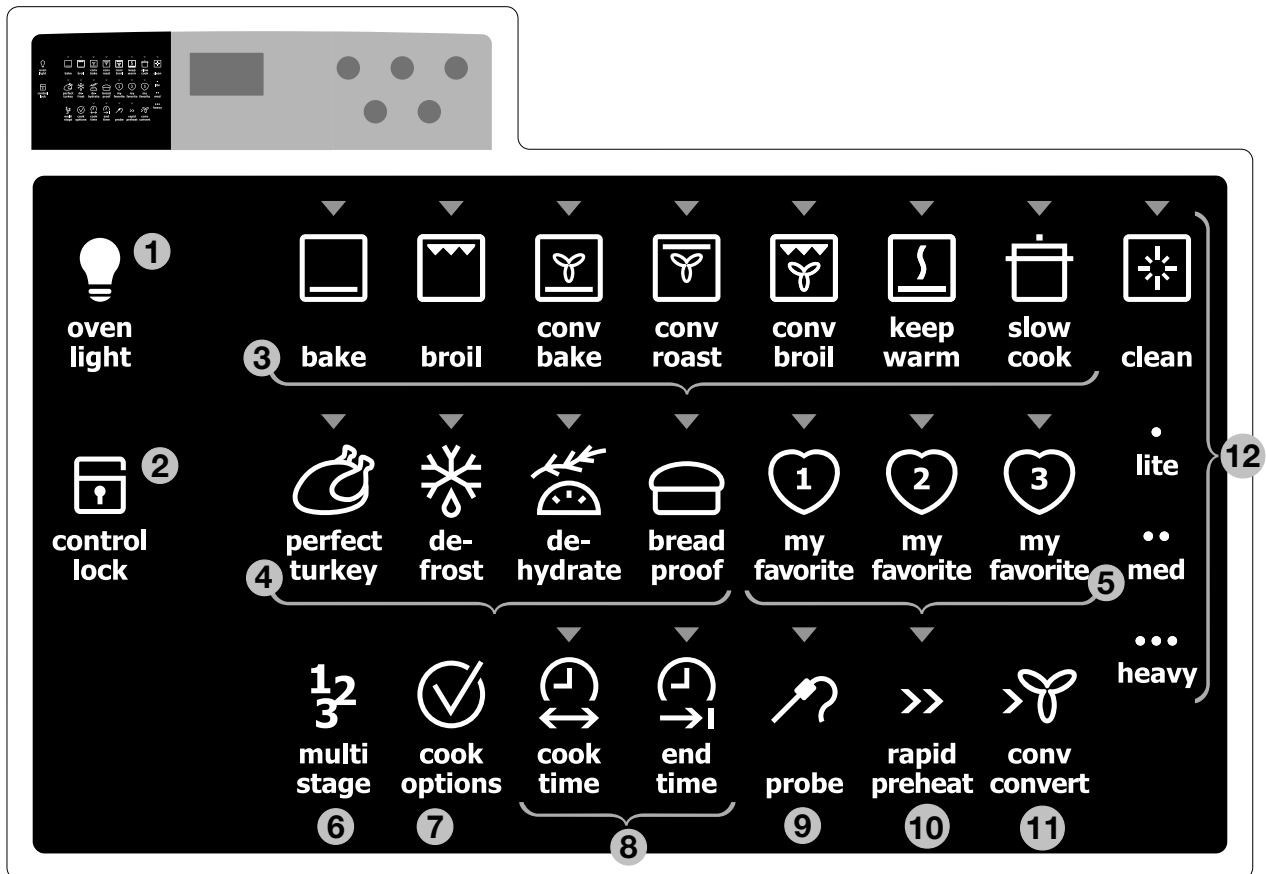 1
oven
light
2
control
lock
3
bake
broil
conv
bake
conv
roast
conv
broil
keep
warm
slow
cook
clean
4
perfect
turkey
de-
frost
de-
hydrate
bread
proof
1
my
favorite
2
my
favorite
3
my
favorite
5
lite
med
heavy
12
1
2
3
multi
stage
6
cook
options
7
cook
time
end
time
8
probe
9
rapid
preheat
10
conv
convert
11